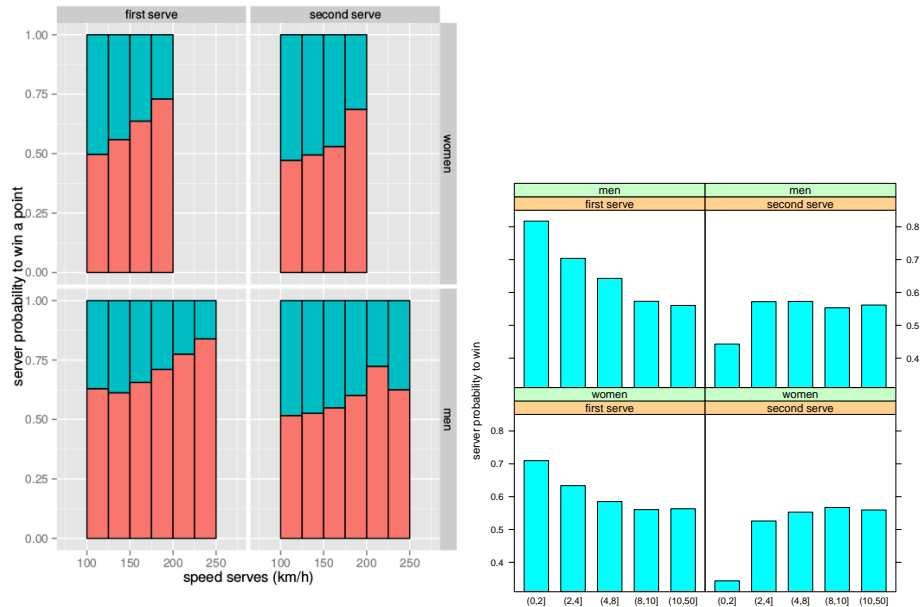 first serve second serve
1.00
0.75
0.50
0.25
0.00
women
1.00
0.75
0.50
0.25
0.00
men
100 150 200 250 100 150 200 250
speed serves (km/h)
server probability to win a point
men men
first serve second serve
0.8
0.7
0.6
0.5
0.4
women women
first serve second serve
0.8
0.7
0.6
0.5
0.4
(0,2] (2,4] (4,8] (8,10] (10,50] (0,2] (2,4] (4,8] (8,10] (10,50]
server probability to win